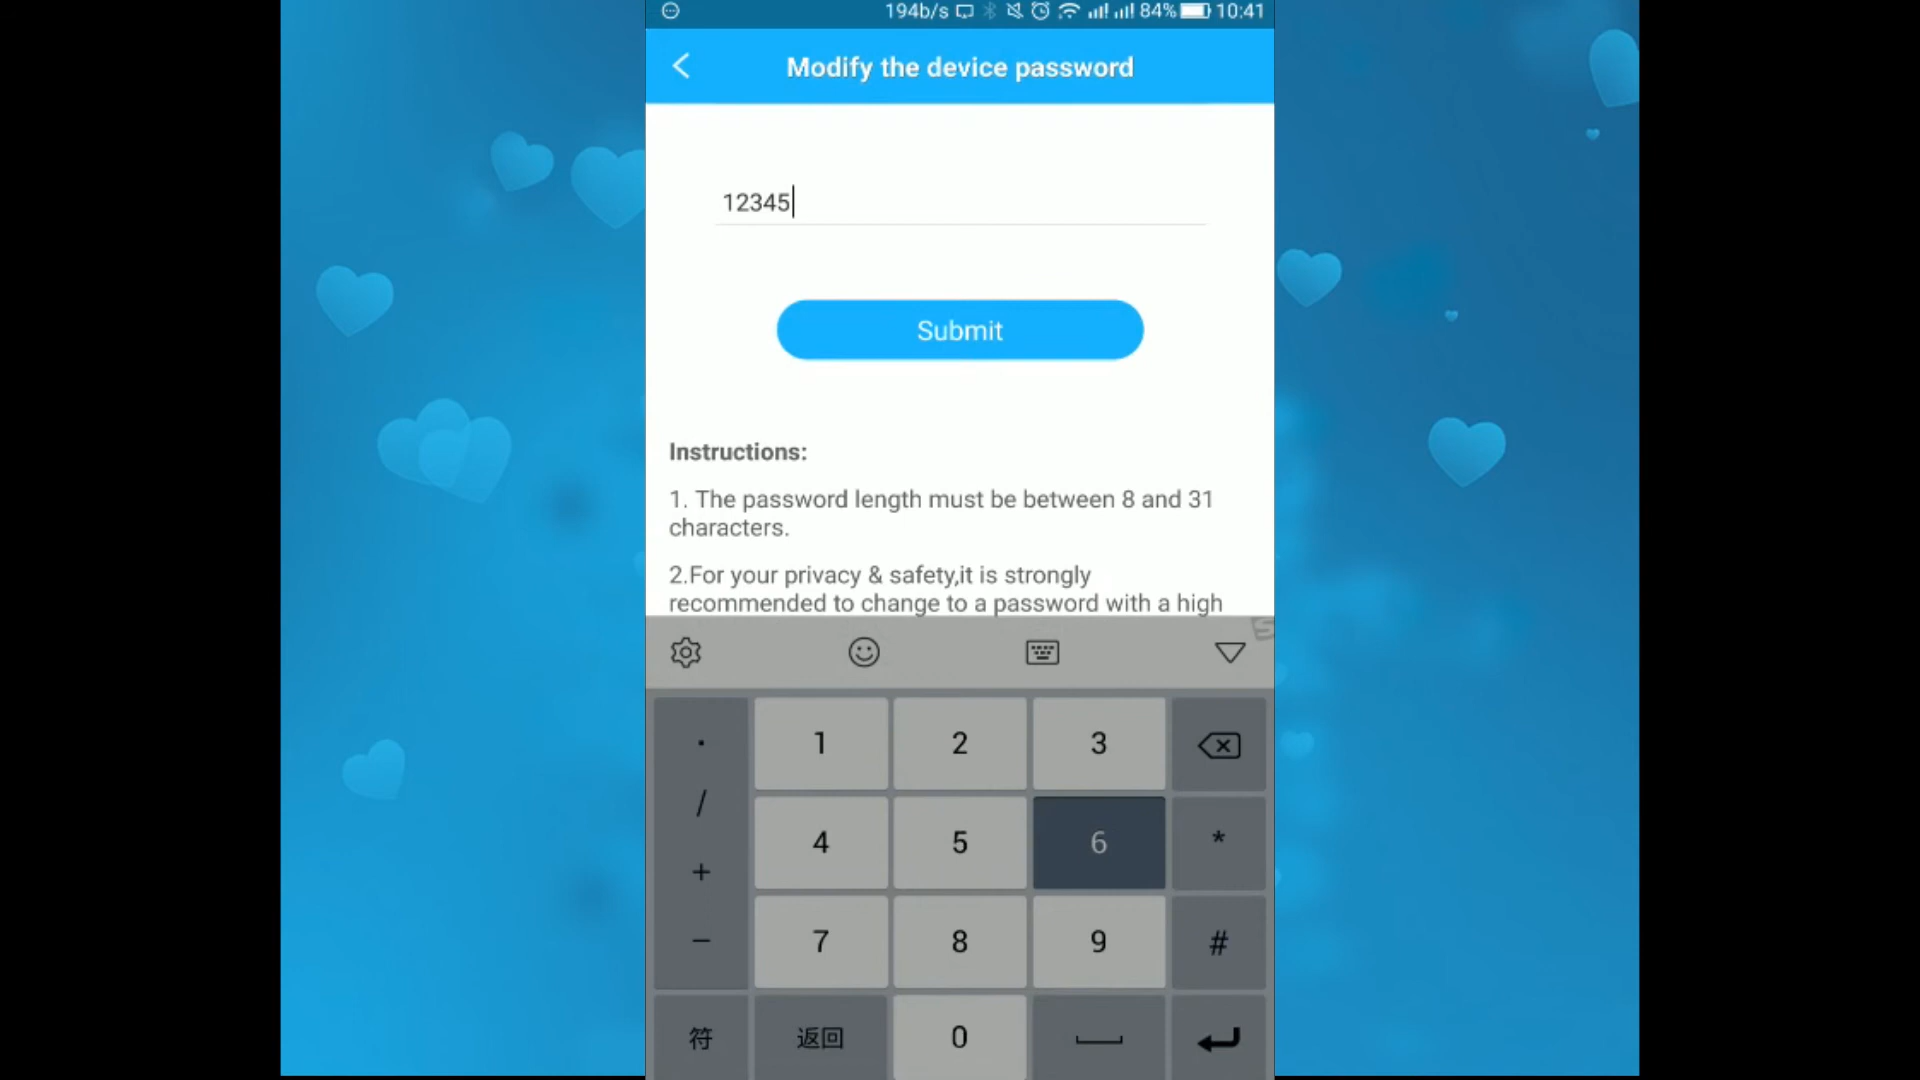 194b/s 84% 10:41
Modify the device password
12345
Submit
Instructions:
1. The password length must be between 8 and 31
characters.
2.For your privacy & safety,it is strongly
recommended to change to a password with a high
S
. 1 2 3
/ 4 5 6 *
+
- 7 8 9 #
符 返回 0